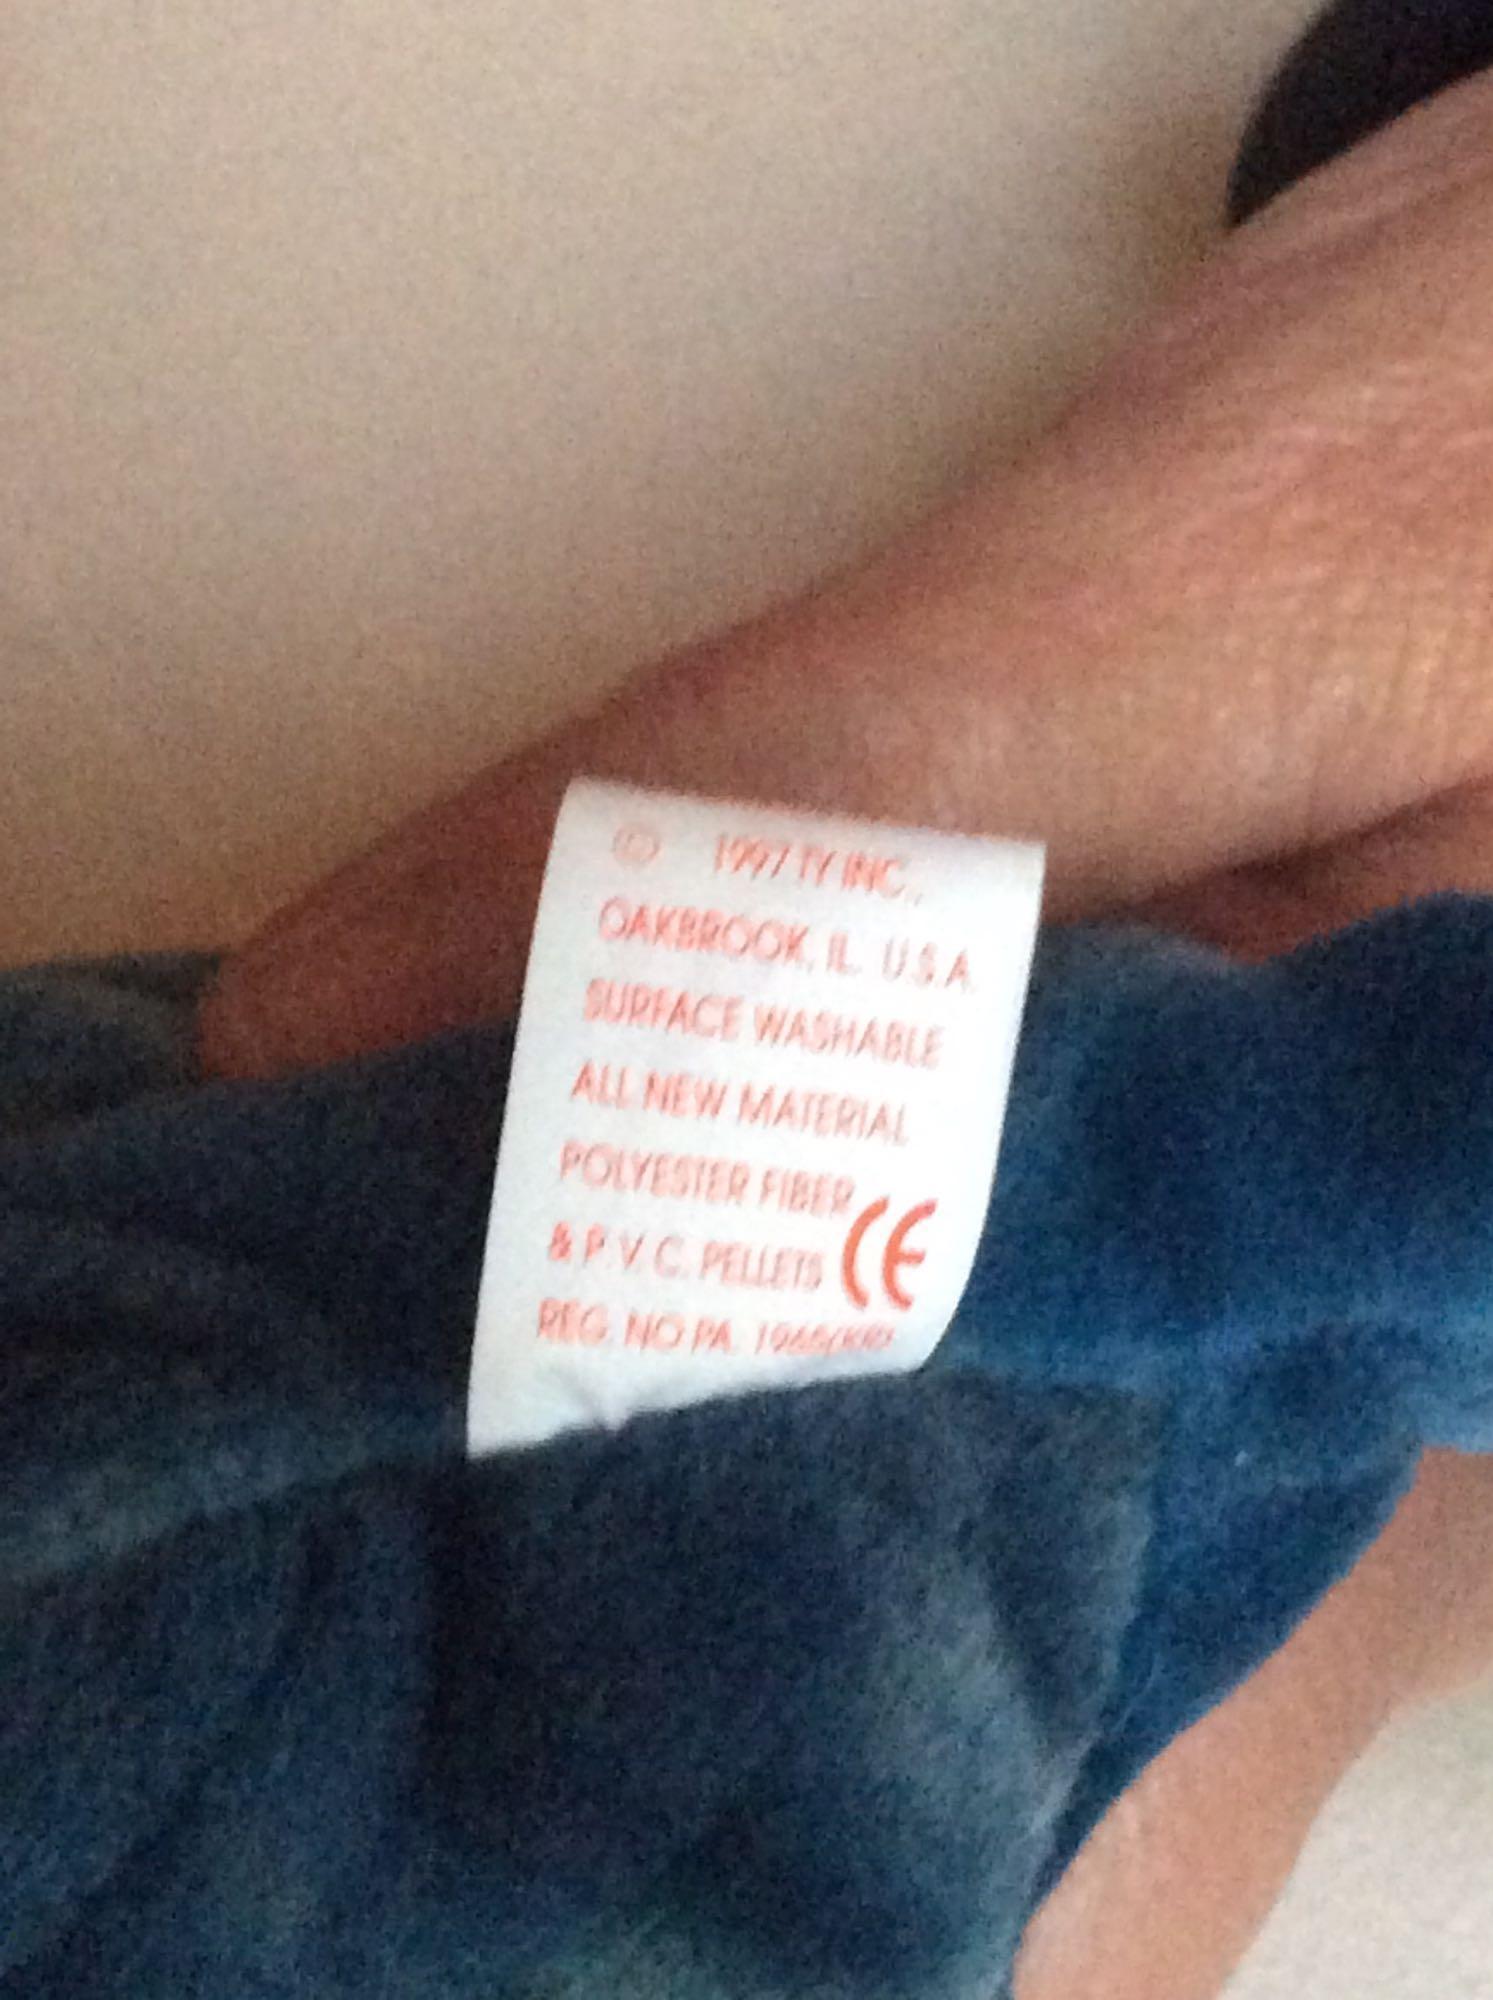 © 1997 TY INC.,
OAKBROOK, IL. U.S.A.
SURFACE WASHABLE
ALL NEW MATERIAL
POLYESTER FIBER
& P.V.C. PELLETS CE
REG. NO PA.